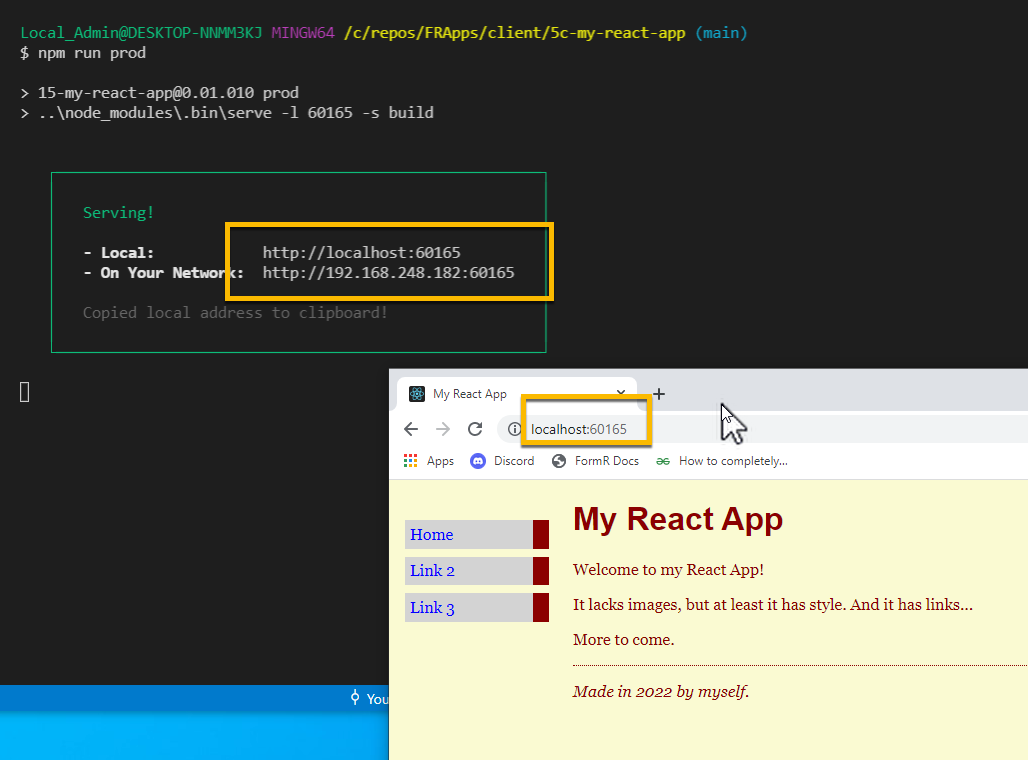 Local_Admin@DESKTOP-NNMM3KJ MINGW64 /c/repos/FRApps/client/5c-my-react-app (main)
$ npm run prod
> 15-my-react-app@0.01.010 prod
> ..\node_modules\.bin\serve -l 60165 -s build
Serving!
- Local: http://localhost:60165
- On Your Network: http://192.168.248.182:60165
Copied local address to clipboard!
My React App
localhost:60165
Apps Discord FormR Docs How to completely...
My React App
Home
Welcome to my React App!
Link 2
It lacks images, but at least it has style. And it has links...
Link 3
More to come.
Made in 2022 by myself.
You